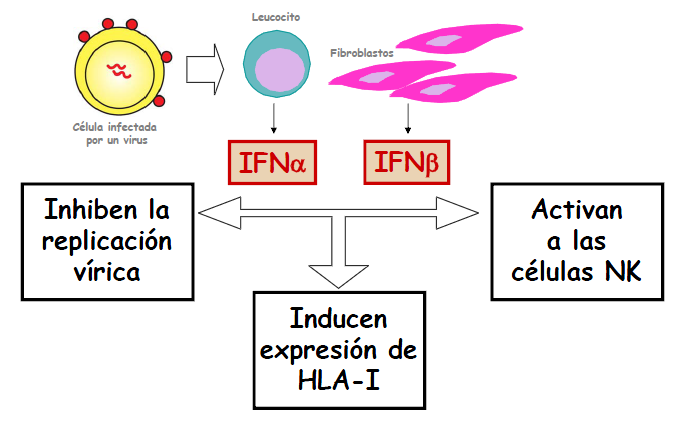 Leucocito
Fibroblastos
Célula infectada
por un virus
IFNα
IFNβ
Inhiben la
replicación
vírica
Activan
a las
células NK
Inducen
expresión de
HLA-I